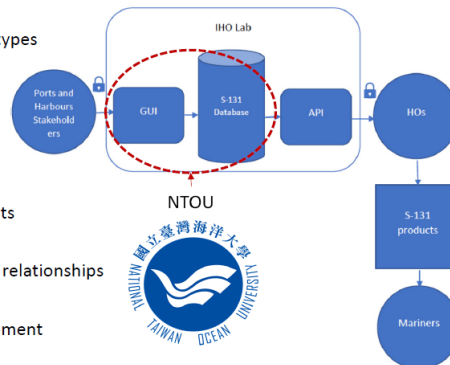 IHO Lab
types
Ports and
Harbours
Stakehold
ers
GUI
S-131
Database
API
HOs
NTOU
ts
S-131
products
relationships
ment
Mariners
國立臺灣海洋大學
NATIONAL TAIWAN OCEAN UNIVERSITY